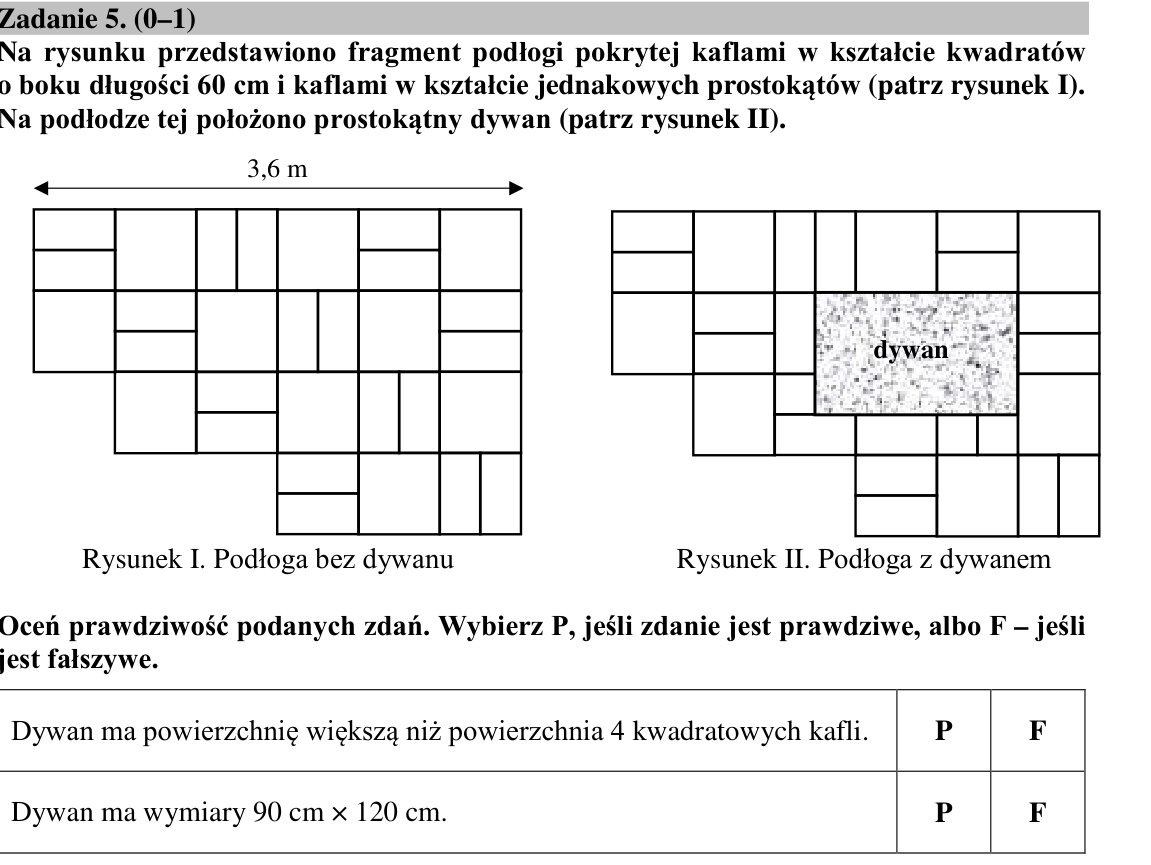 Zadanie 5. (0–1)
Na rysunku przedstawiono fragment podłogi pokrytej kaflami w kształcie kwadratów
o boku długości 60 cm i kaflami w kształcie jednakowych prostokątów (patrz rysunek I).
Na podłodze tej położono prostokątny dywan (patrz rysunek II).
3,6 m
dywan
Rysunek I. Podłoga bez dywanu
Rysunek II. Podłoga z dywanem
Oceń prawdziwość podanych zdań. Wybierz P, jeśli zdanie jest prawdziwe, albo F – jeśli
jest fałszywe.
Dywan ma powierzchnię większą niż powierzchnia 4 kwadratowych kafli. P F
Dywan ma wymiary 90 cm × 120 cm. P F